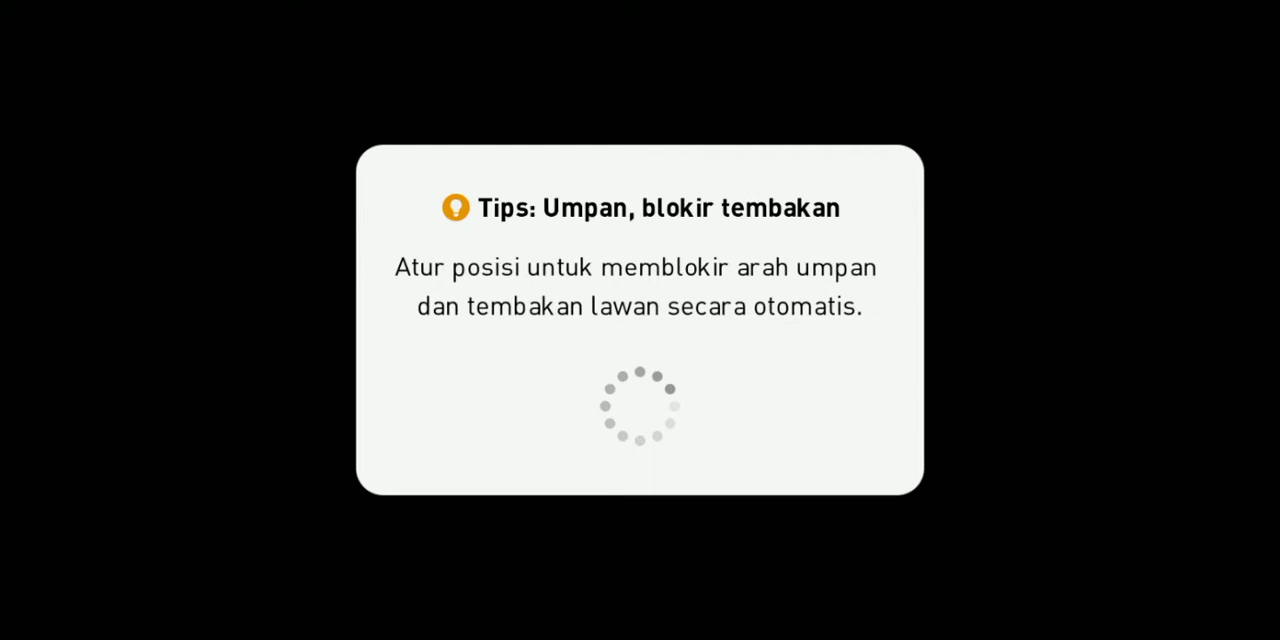 Tips: Umpan, blokir tembakan
Atur posisi untuk memblokir arah umpan
dan tembakan lawan secara otomatis.